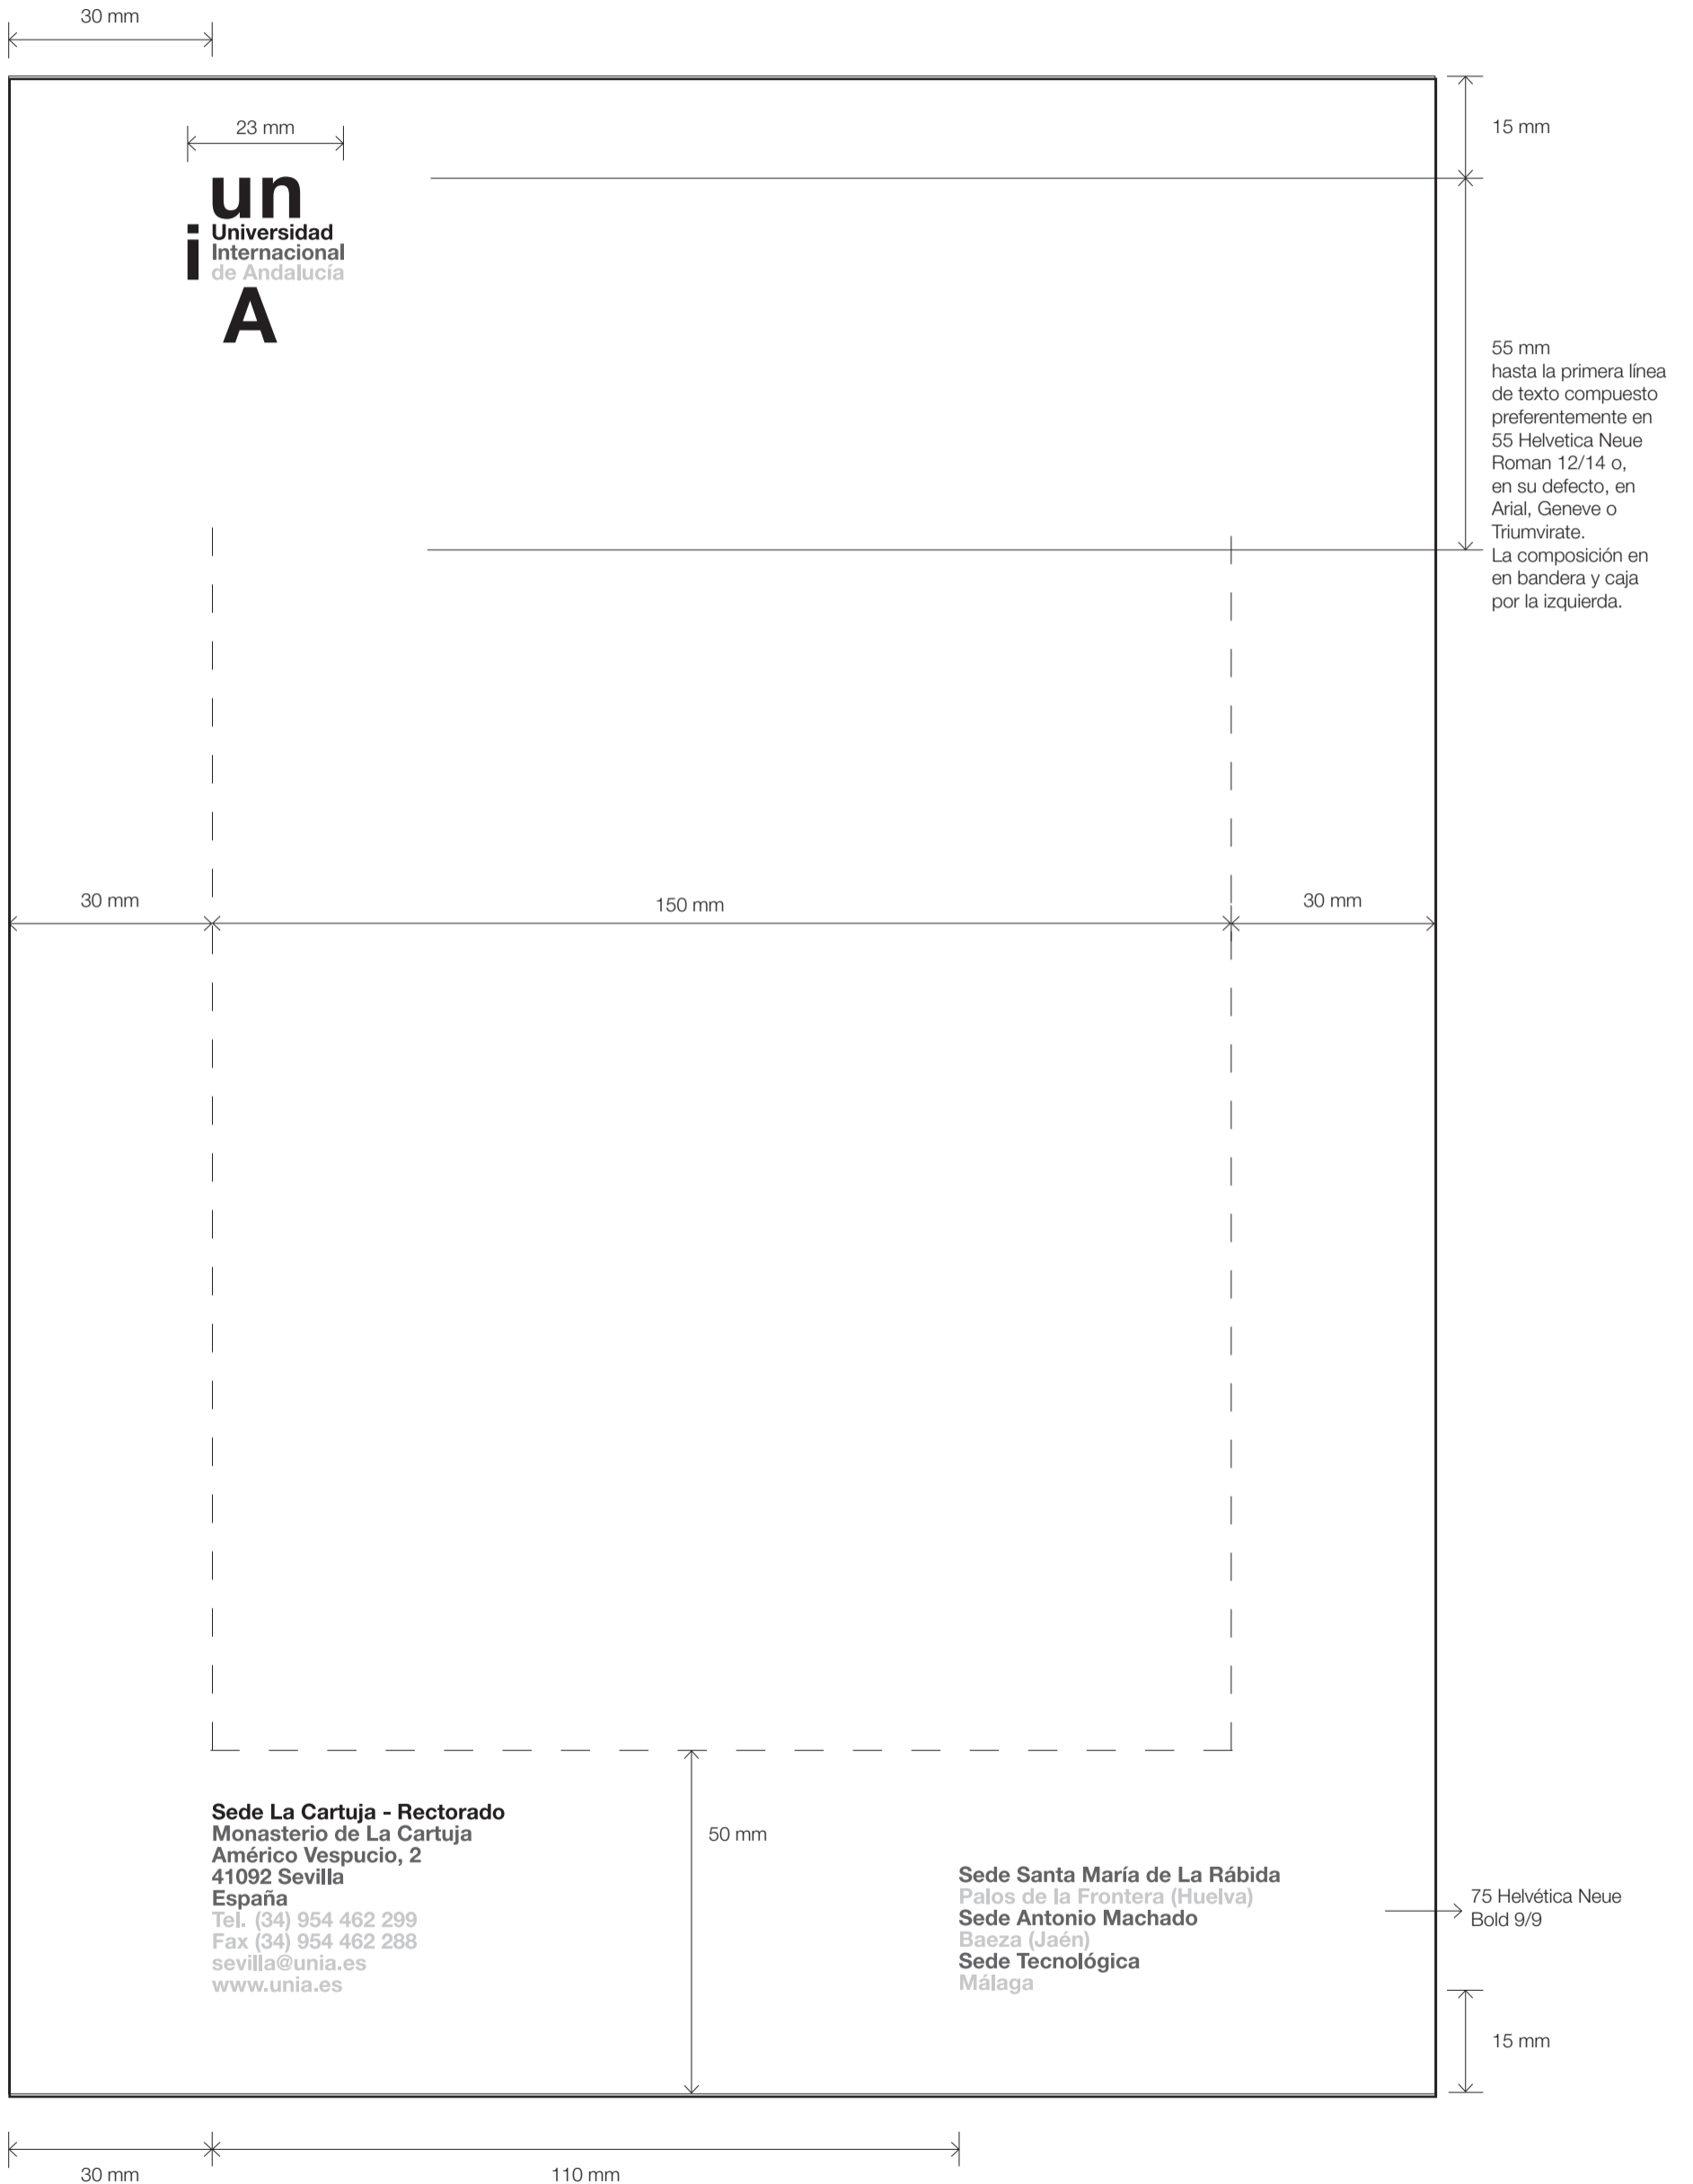 30 mm
23 mm
15 mm
un
i
Universidad
Internacional
de Andalucía
A
55 mm
hasta la primera línea
de texto compuesto
preferentemente en
55 Helvetica Neue
Roman 12/14 o,
en su defecto, en
Arial, Geneve o
Triumvirate.
La composición en
en bandera y caja
por la izquierda.
30 mm
150 mm
30 mm
Sede La Cartuja - Rectorado
Monasterio de La Cartuja
Américo Vespucio, 2
41092 Sevilla
España
Tel. (34) 954 462 299
Fax (34) 954 462 288
sevilla@unia.es
www.unia.es
50 mm
Sede Santa María de La Rábida
Palos de la Frontera (Huelva)
Sede Antonio Machado
Baeza (Jaén)
Sede Tecnológica
Málaga
75 Helvética Neue
Bold 9/9
15 mm
30 mm
110 mm